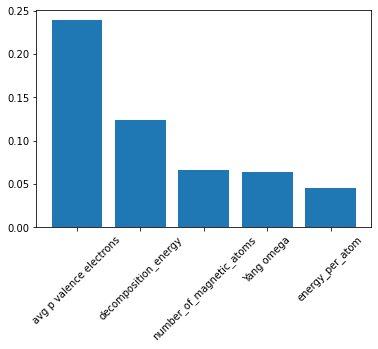 0.25
0.20
0.15
0.10
0.05
0.00
avg p valence electrons
decomposition_energy
number_of_magnetic_atoms
Yang omega
energy_per_atom